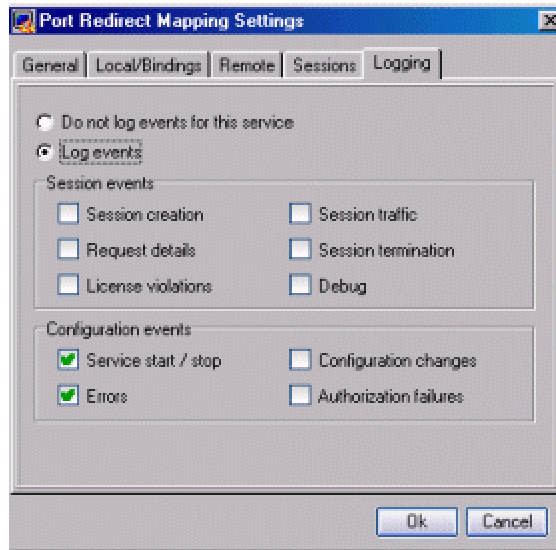 Port Redirect Mapping Settings
General Local/Bindings Remote Sessions Logging
Do not log events for this service
Log events
Session events
Session creation Session traffic
Request details Session termination
License violations Debug
Configuration events
Service start / stop Configuration changes
Errors Authorization failures
Ok Cancel